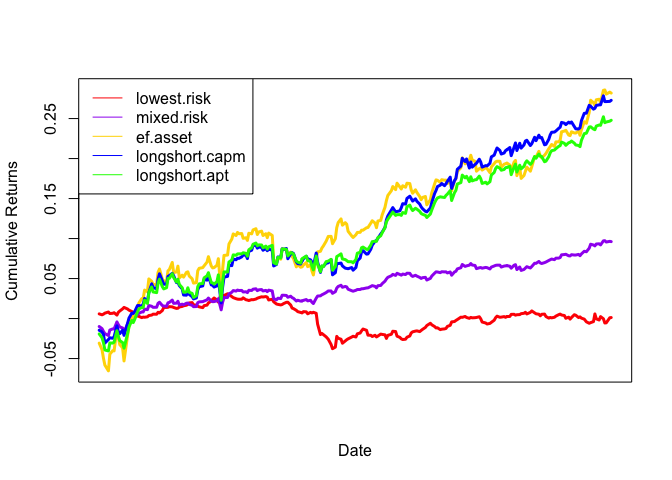 lowest.risk
mixed.risk
ef.asset
longshort.capm
longshort.apt
Cumulative Returns
0.25
0.15
0.05
-0.05
Date